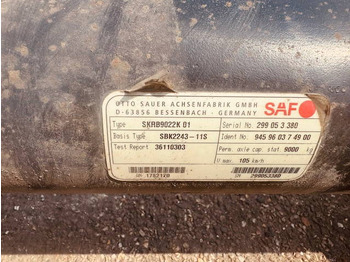 OTTO SAUER ACHSENFABRIK GMBH
D-63856 BESSENBACH - GERMANY
SAF
Type SKRB9022K 01 Serial No. 299 05 3 380
Basis Type SBK2243-11S Ident No. 945 96 03 7 49 00
Test Report 36110303 Perm. axle cap. stat. 9000 kg
V max. 105 km/h
299053380